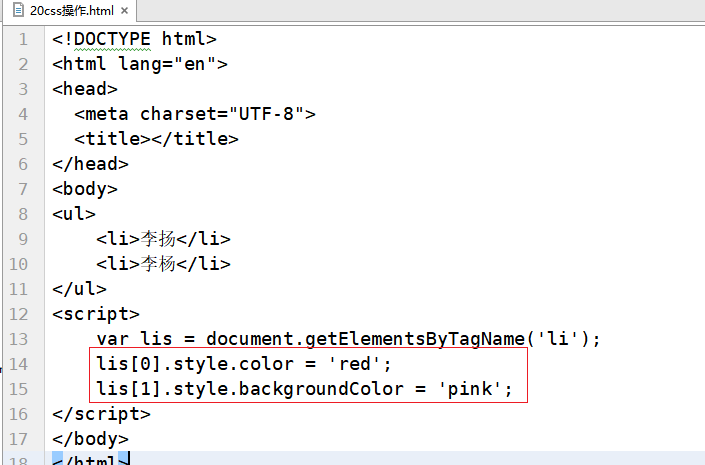 20css操作.html ×
1 <!DOCTYPE html>
2 <html lang="en">
3 <head>
4   <meta charset="UTF-8">
5   <title></title>
6 </head>
7 <body>
8 <ul>
9     <li>李扬</li>
10     <li>李杨</li>
11 </ul>
12 <script>
13     var lis = document.getElementsByTagName('li');
14     lis[0].style.color = 'red';
15     lis[1].style.backgroundColor = 'pink';
16 </script>
17 </body>
18 </html>